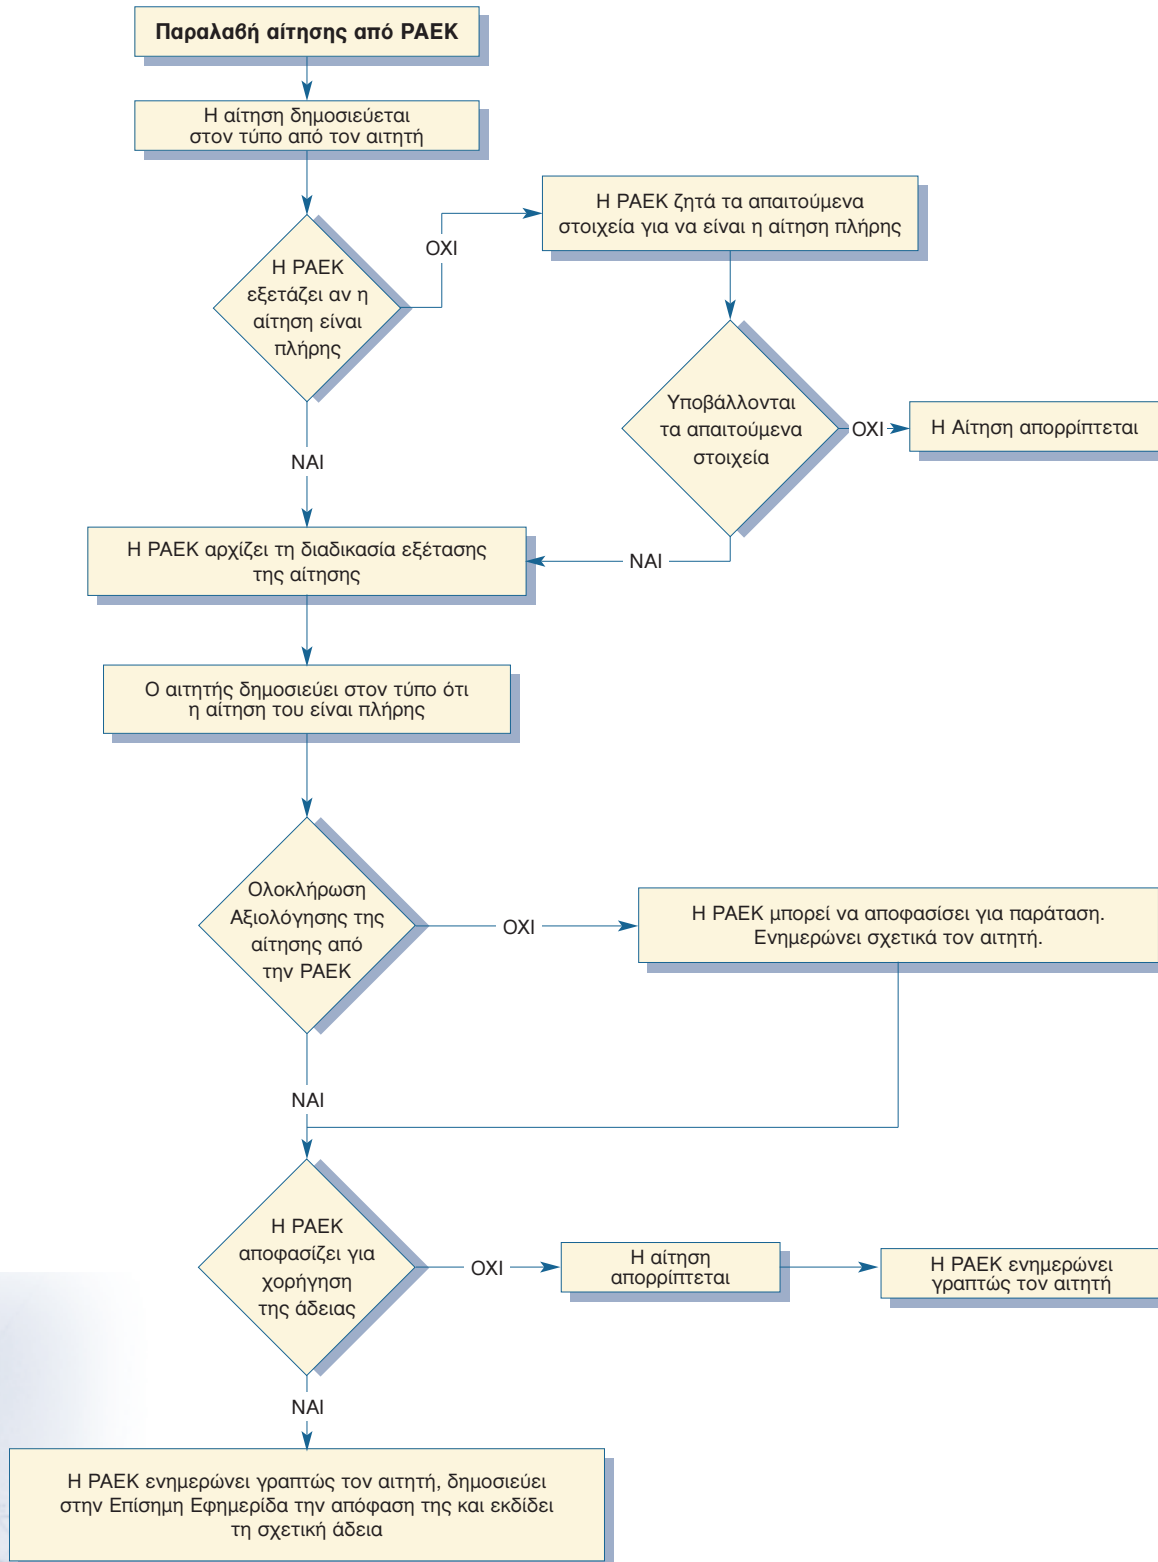 Παραλαβή αίτησης από ΡΑΕΚ
Η αίτηση δημοσιεύεται
στον τύπο από τον αιτητή
Η ΡΑΕΚ ζητά τα απαιτούμενα
στοιχεία για να είναι η αίτηση πλήρης
ΟΧΙ
Η ΡΑΕΚ
εξετάζει αν η
αίτηση είναι
πλήρης
Υποβάλλονται
τα απαιτούμενα
στοιχεία
ΟΧΙ
Η Αίτηση απορρίπτεται
ΝΑΙ
Η ΡΑΕΚ αρχίζει τη διαδικασία εξέτασης
της αίτησης
ΝΑΙ
Ο αιτητής δημοσιεύει στον τύπο ότι
η αίτηση του είναι πλήρης
Ολοκλήρωση
Αξιολόγησης της
αίτησης από
την ΡΑΕΚ
ΟΧΙ
Η ΡΑΕΚ μπορεί να αποφασίσει για παράταση.
Ενημερώνει σχετικά τον αιτητή.
ΝΑΙ
Η ΡΑΕΚ
αποφασίζει για
χορήγηση
της άδειας
ΟΧΙ
Η αίτηση
απορρίπτεται
Η ΡΑΕΚ ενημερώνει
γραπτώς τον αιτητή
ΝΑΙ
Η ΡΑΕΚ ενημερώνει γραπτώς τον αιτητή, δημοσιεύει
στην Επίσημη Εφημερίδα την απόφαση της και εκδίδει
τη σχετική άδεια